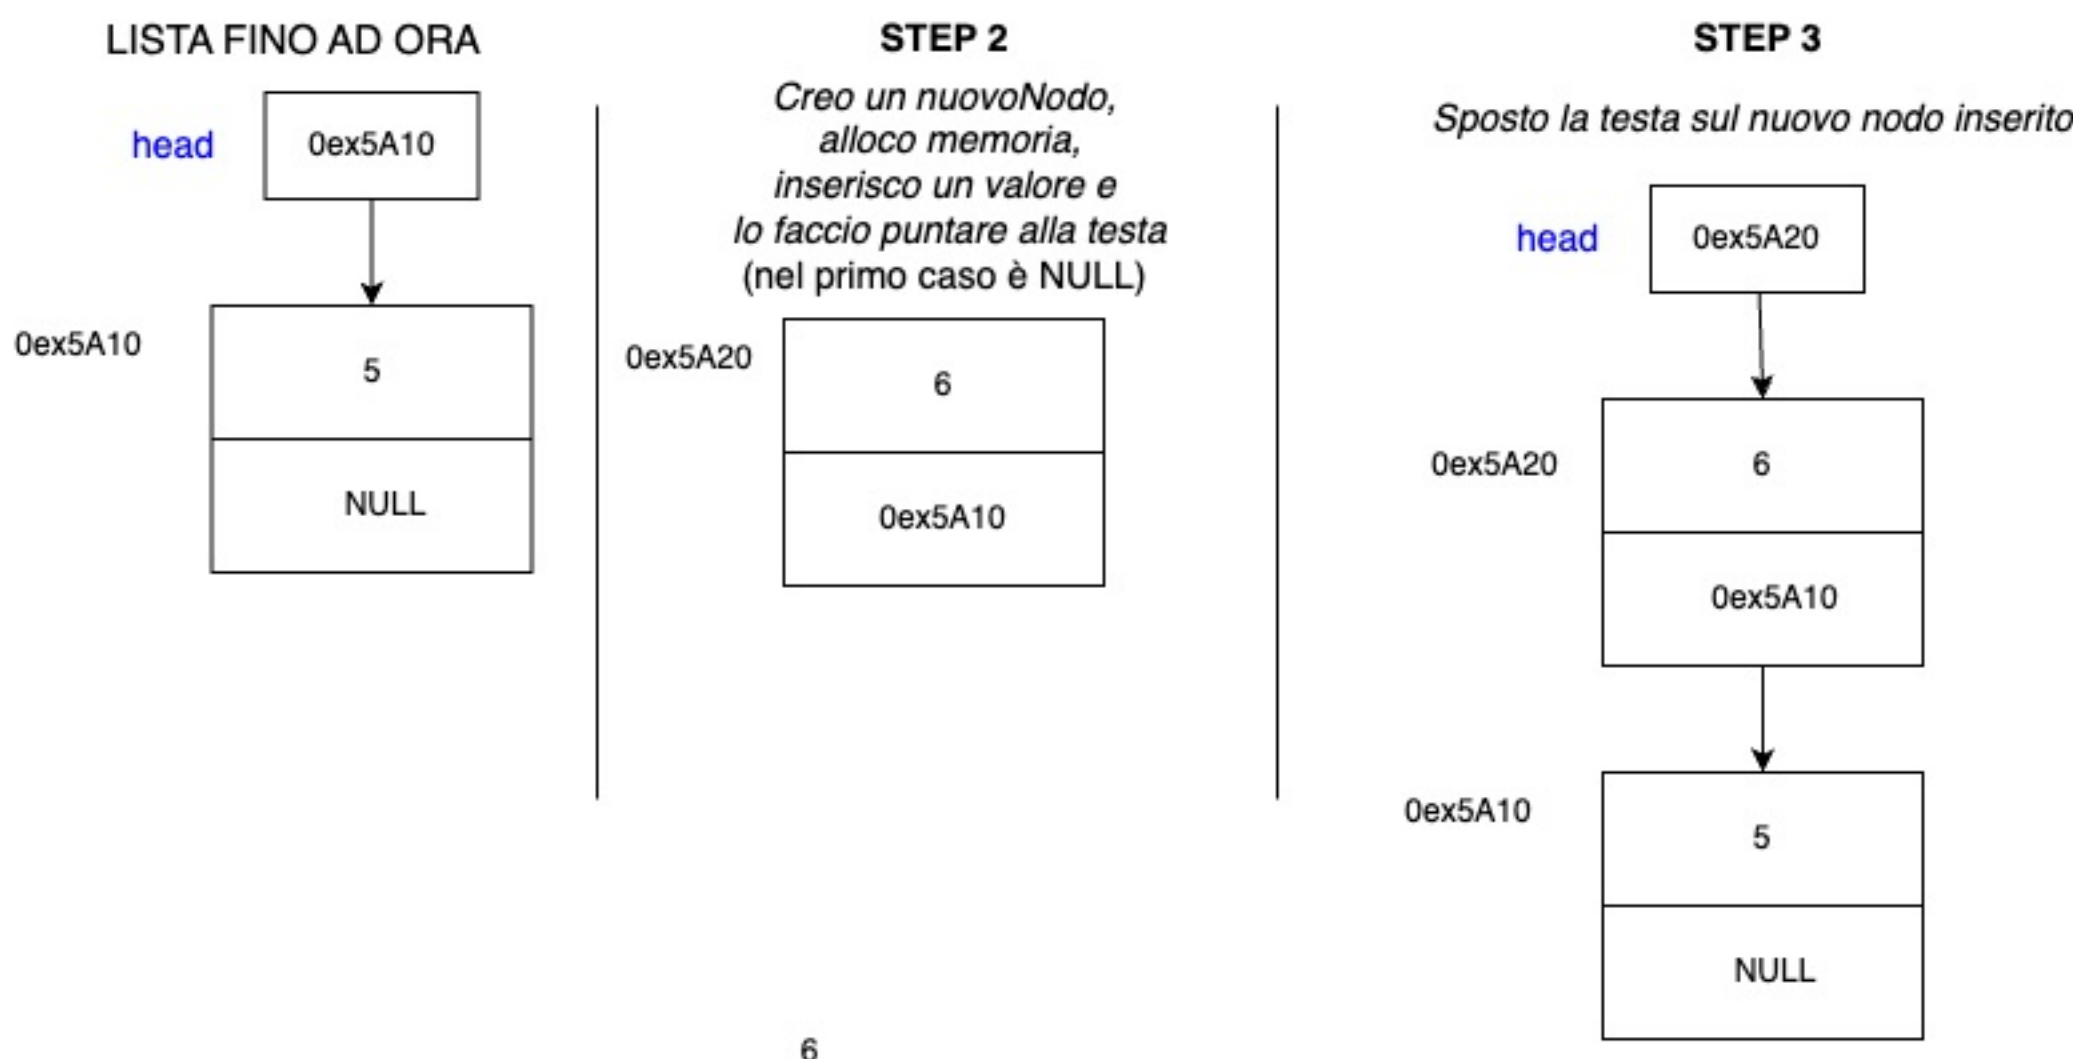 LISTA FINO AD ORA
head
0ex5A10
0ex5A10
5
NULL
STEP 2
Creo un nuovoNodo,
alloco memoria,
inserisco un valore e
lo faccio puntare alla testa
(nel primo caso è NULL)
0ex5A20
6
0ex5A10
STEP 3
Sposto la testa sul nuovo nodo inserito
head
0ex5A20
0ex5A20
6
0ex5A10
0ex5A10
5
NULL
6